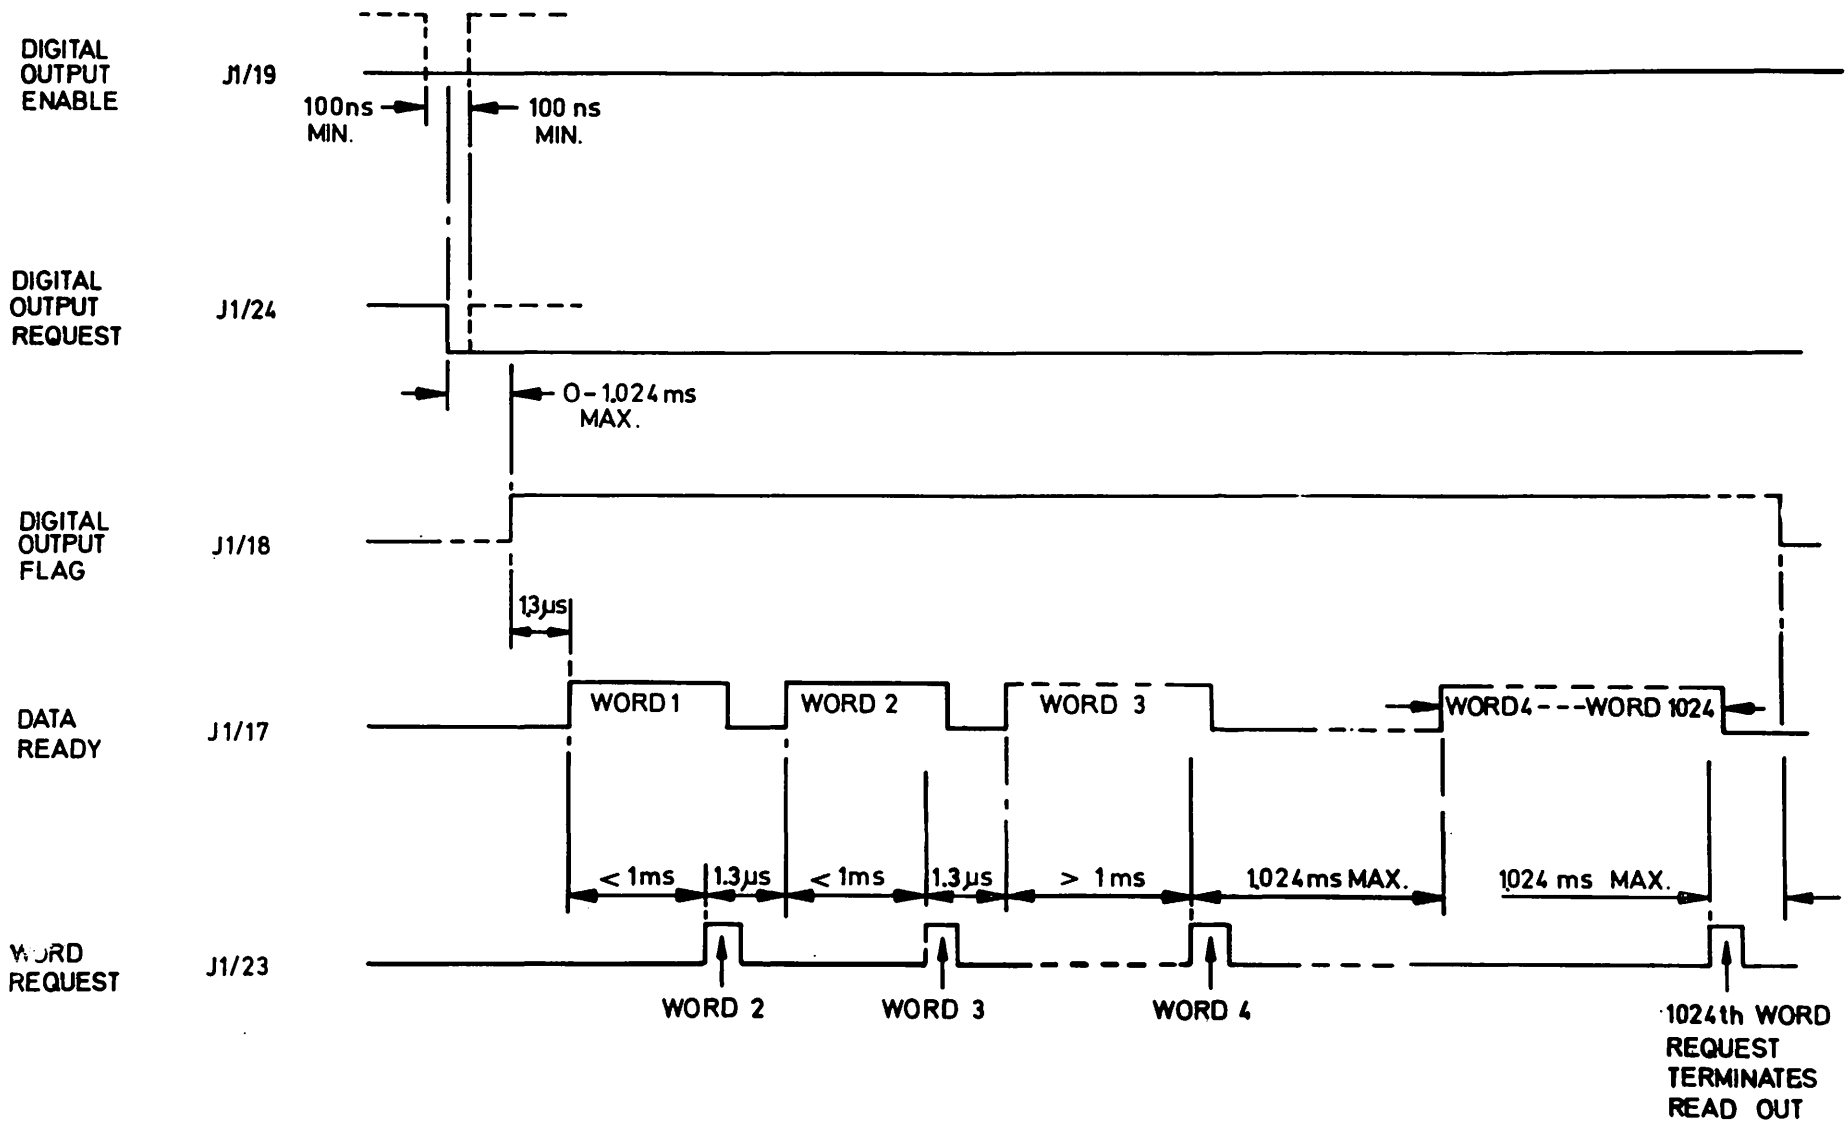 DIGITAL
OUTPUT
ENABLE
J1/19
100ns
MIN.
100 ns
MIN.
DIGITAL
OUTPUT
REQUEST
J1/24
0-1.024 ms
MAX.
DIGITAL
OUTPUT
FLAG
J1/18
1.3µs
DATA
READY
J1/17
WORD 1
WORD 2
WORD 3
WORD4---WORD 1024
< 1ms
1.3µs
< 1ms
1.3µs
> 1ms
1.024ms MAX.
1.024 ms MAX.
WORD
REQUEST
J1/23
WORD 2
WORD 3
WORD 4
1024th WORD
REQUEST
TERMINATES
READ OUT